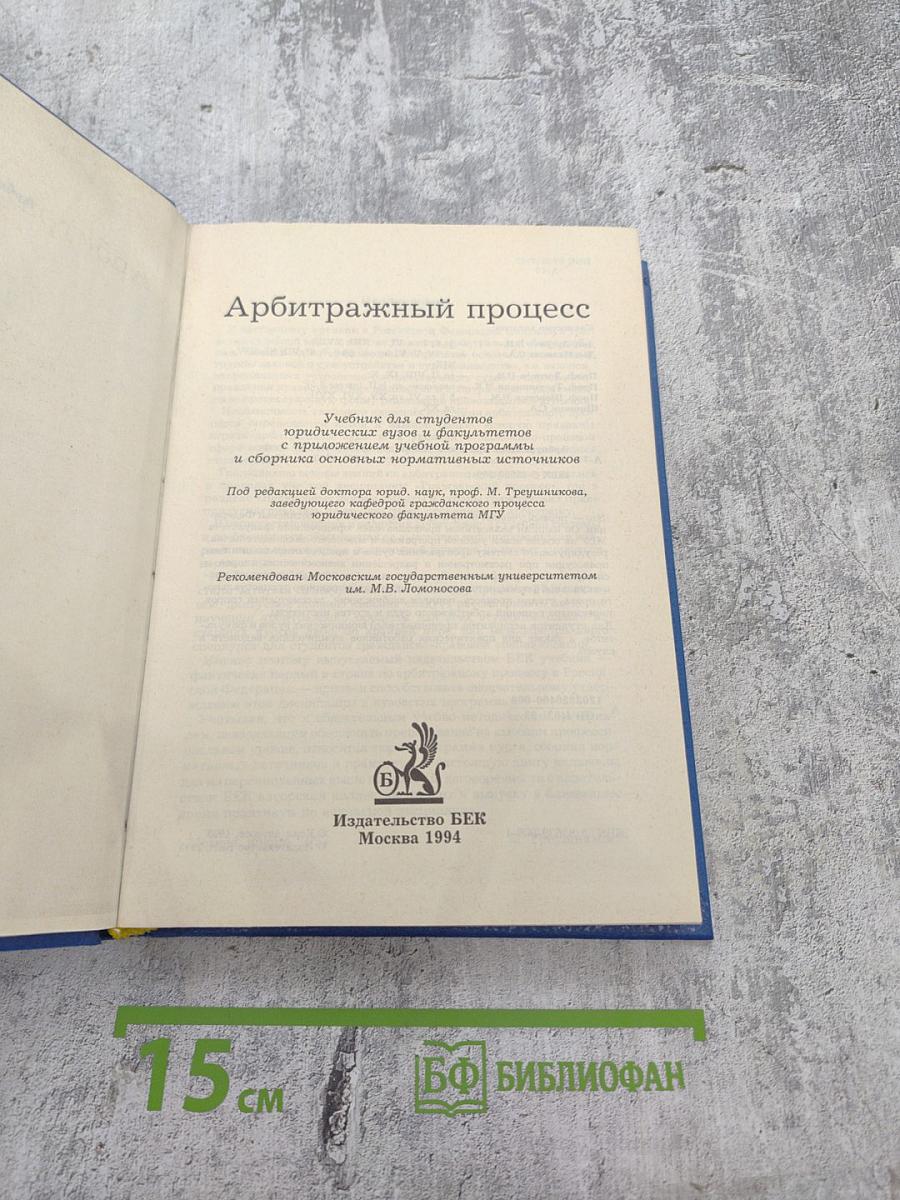 Арбитражный процесс
Учебник для студентов
юридических вузов и факультетов
с приложением учебной программы
и сборника основных нормативных источников
Под редакцией доктора юрид. наук, проф. М. Треушникова,
заведующего кафедрой гражданского процесса
юридического факультета МГУ
Рекомендован Московским государственным университетом
им. М.В. Ломоносова
Б
Издательство БЕК
Москва 1994
15 см
БФ БИБЛИОФАН